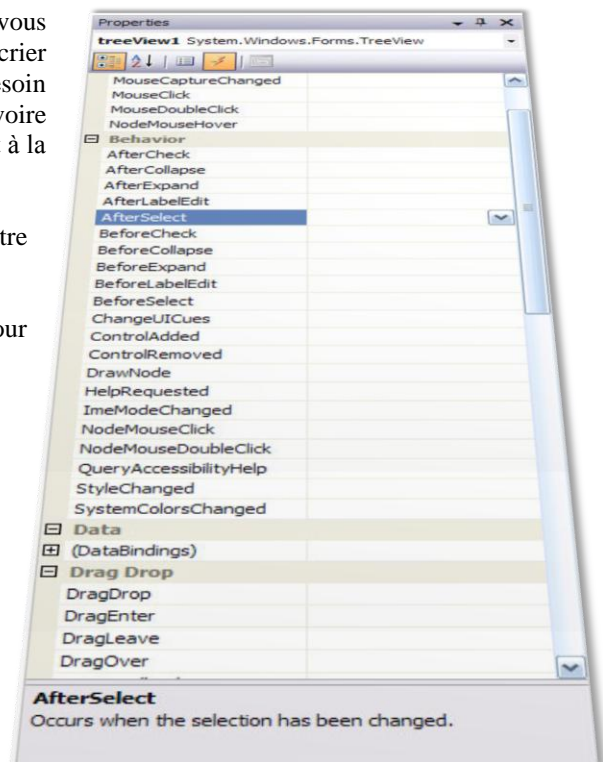 vous
crier
esoin
voire
à la
tre
our
Properties
treeView1 System.Windows.Forms.TreeView
MouseCaptureChanged
MouseClick
MouseDoubleClick
NodeMouseHover
Behavior
AfterCheck
AfterCollapse
AfterExpand
AfterLabelEdit
AfterSelect
BeforeCheck
BeforeCollapse
BeforeExpand
BeforeLabelEdit
BeforeSelect
ChangeUICues
ControlAdded
ControlRemoved
DrawNode
HelpRequested
ImeModeChanged
NodeMouseClick
NodeMouseDoubleClick
QueryAccessibilityHelp
StyleChanged
SystemColorsChanged
Data
(DataBindings)
Drag Drop
DragDrop
DragEnter
DragLeave
DragOver
AfterSelect
Occurs when the selection has been changed.